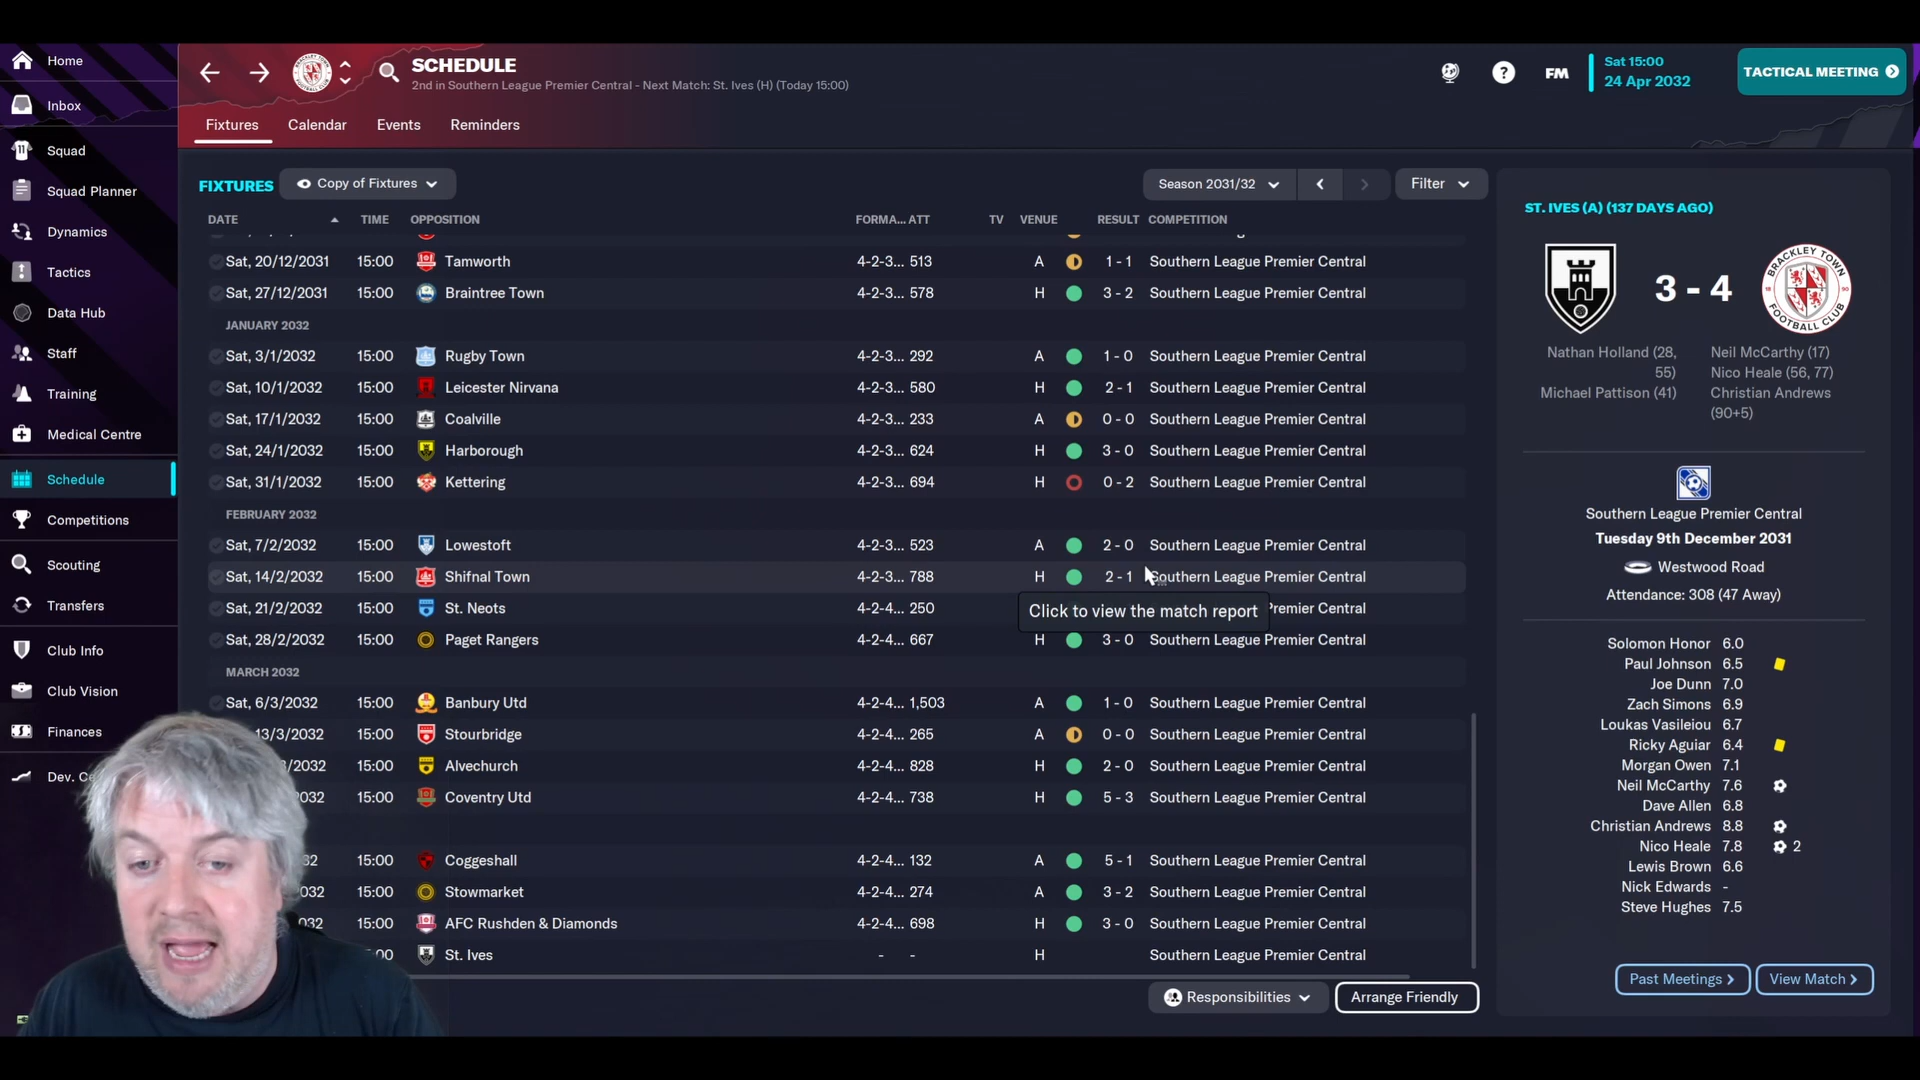 Home
Inbox
Squad
Squad Planner
Dynamics
Tactics
Data Hub
Staff
Training
Medical Centre
Schedule
Competitions
Scouting
Transfers
Club Info
Club Vision
Finances
Dev. Ce
BRACKLEY TOWN FOOTBALL CLUB
SCHEDULE
2nd in Southern League Premier Central - Next Match: St. Ives (H) (Today 15:00)
FM
Sat 15:00
24 Apr 2032
TACTICAL MEETING
Fixtures Calendar Events Reminders
FIXTURES Copy of Fixtures Season 2031/32 Filter
DATE TIME OPPOSITION FORMA... ATT TV VENUE RESULT COMPETITION
Sat, 20/12/2031 15:00 Tamworth 4-2-3... 513 A 1 - 1 Southern League Premier Central
Sat, 27/12/2031 15:00 Braintree Town 4-2-3... 578 H 3 - 2 Southern League Premier Central
JANUARY 2032
Sat, 3/1/2032 15:00 Rugby Town 4-2-3... 292 A 1 - 0 Southern League Premier Central
Sat, 10/1/2032 15:00 Leicester Nirvana 4-2-3... 580 H 2 - 1 Southern League Premier Central
Sat, 17/1/2032 15:00 Coalville 4-2-3... 233 A 0 - 0 Southern League Premier Central
Sat, 24/1/2032 15:00 Harborough 4-2-3... 624 H 3 - 0 Southern League Premier Central
Sat, 31/1/2032 15:00 Kettering 4-2-3... 694 H 0 - 2 Southern League Premier Central
FEBRUARY 2032
Sat, 7/2/2032 15:00 Lowestoft 4-2-3... 523 A 2 - 0 Southern League Premier Central
Sat, 14/2/2032 15:00 Shifnal Town 4-2-3... 788 H 2 - 1 Southern League Premier Central
Sat, 21/2/2032 15:00 St. Neots 4-2-4... 250 Premier Central
Click to view the match report
Sat, 28/2/2032 15:00 Paget Rangers 4-2-4... 667 H 3 - 0 Southern League Premier Central
MARCH 2032
Sat, 6/3/2032 15:00 Banbury Utd 4-2-4... 1,503 A 1 - 0 Southern League Premier Central
13/3/2032 15:00 Stourbridge 4-2-4... 265 A 0 - 0 Southern League Premier Central
/2032 15:00 Alvechurch 4-2-4... 828 H 2 - 0 Southern League Premier Central
032 15:00 Coventry Utd 4-2-4... 738 H 5 - 3 Southern League Premier Central
32 15:00 Coggeshall 4-2-4... 132 A 5 - 1 Southern League Premier Central
032 15:00 Stowmarket 4-2-4... 274 A 3 - 2 Southern League Premier Central
032 15:00 AFC Rushden & Diamonds 4-2-4... 698 H 3 - 0 Southern League Premier Central
:00 St. Ives - - H Southern League Premier Central
Responsibilities Arrange Friendly
ST. IVES (A) (137 DAYS AGO)
3 - 4
BRACKLEY TOWN
18 90
FOOTBALL CLUB
Nathan Holland (28, 55)
Michael Pattison (41)
Neil McCarthy (17)
Nico Heale (56, 77)
Christian Andrews (90+5)
Southern League Premier Central
Tuesday 9th December 2031
Westwood Road
Attendance: 308 (47 Away)
Solomon Honor 6.0
Paul Johnson 6.5
Joe Dunn 7.0
Zach Simons 6.9
Loukas Vasileiou 6.7
Ricky Aguiar 6.4
Morgan Owen 7.1
Neil McCarthy 7.6
Dave Allen 6.8
Christian Andrews 8.8
Nico Heale 7.8 2
Lewis Brown 6.6
Nick Edwards -
Steve Hughes 7.5
Past Meetings View Match